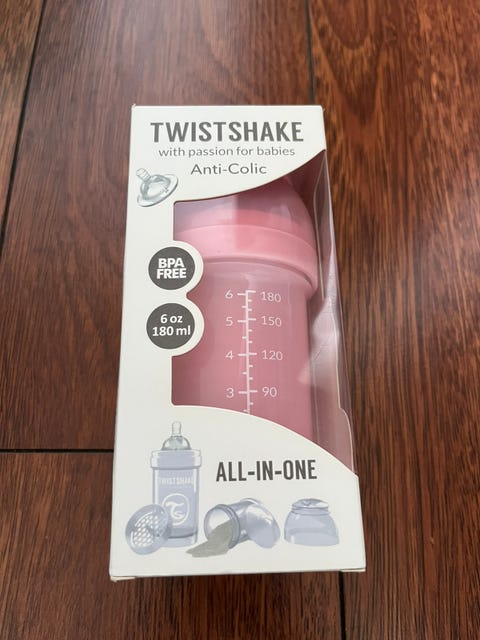 TWISTSHAKE
with passion for babies
Anti-Colic
BPA
FREE
6 oz
180 ml
6 180
5 150
4 120
3 90
TWISTSHAKE
ALL-IN-ONE